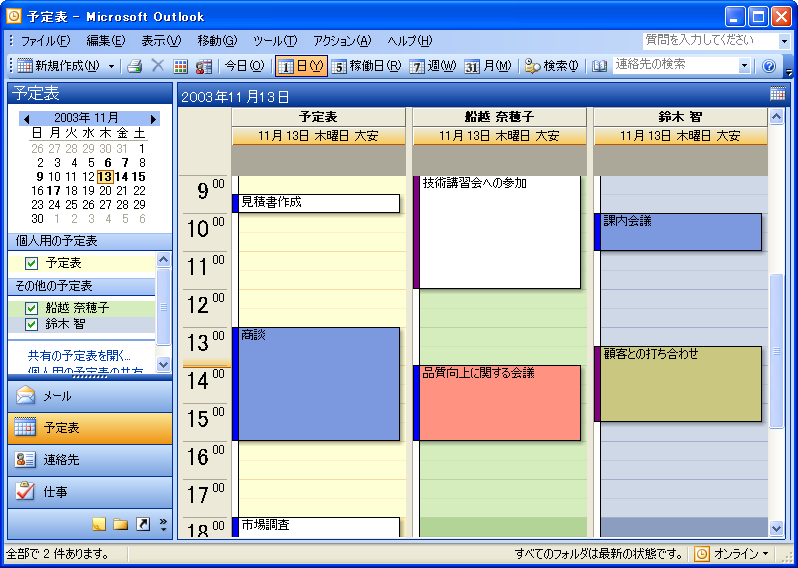 予定表 - Microsoft Outlook
ファイル(F) 編集(E) 表示(V) 移動(G) ツール(T) アクション(A) ヘルプ(H) 質問を入力してください
新規作成(N) 今日(O) 1 日(Y) 5 稼働日(R) 7 週(W) 31 月(M) 検索(I) 連絡先の検索
予定表
2003年 11月
日 月 火 水 木 金 土
26 27 28 29 30 31 1
2 3 4 5 6 7 8
9 10 11 12 13 14 15
16 17 18 19 20 21 22
23 24 25 26 27 28 29
30 1 2 3 4 5 6
個人用の予定表
予定表
その他の予定表
船越 奈穂子
鈴木 智
共有の予定表を開く...
個人用の予定表の共有
メール
予定表
連絡先
仕事
2003年11月13日
予定表 船越 奈穂子 鈴木 智
11月 13日 木曜日 大安 11月 13日 木曜日 大安 11月 13日 木曜日 大安
技術講習会への参加
9 00
見積書作成
10 00
課内会議
11 00
12 00
13 00
商談
顧客との打ち合わせ
14 00
品質向上に関する会議
15 00
16 00
17 00
18 00
市場調査
全部で 2 件あります。 すべてのフォルダは最新の状態です。 オンライン